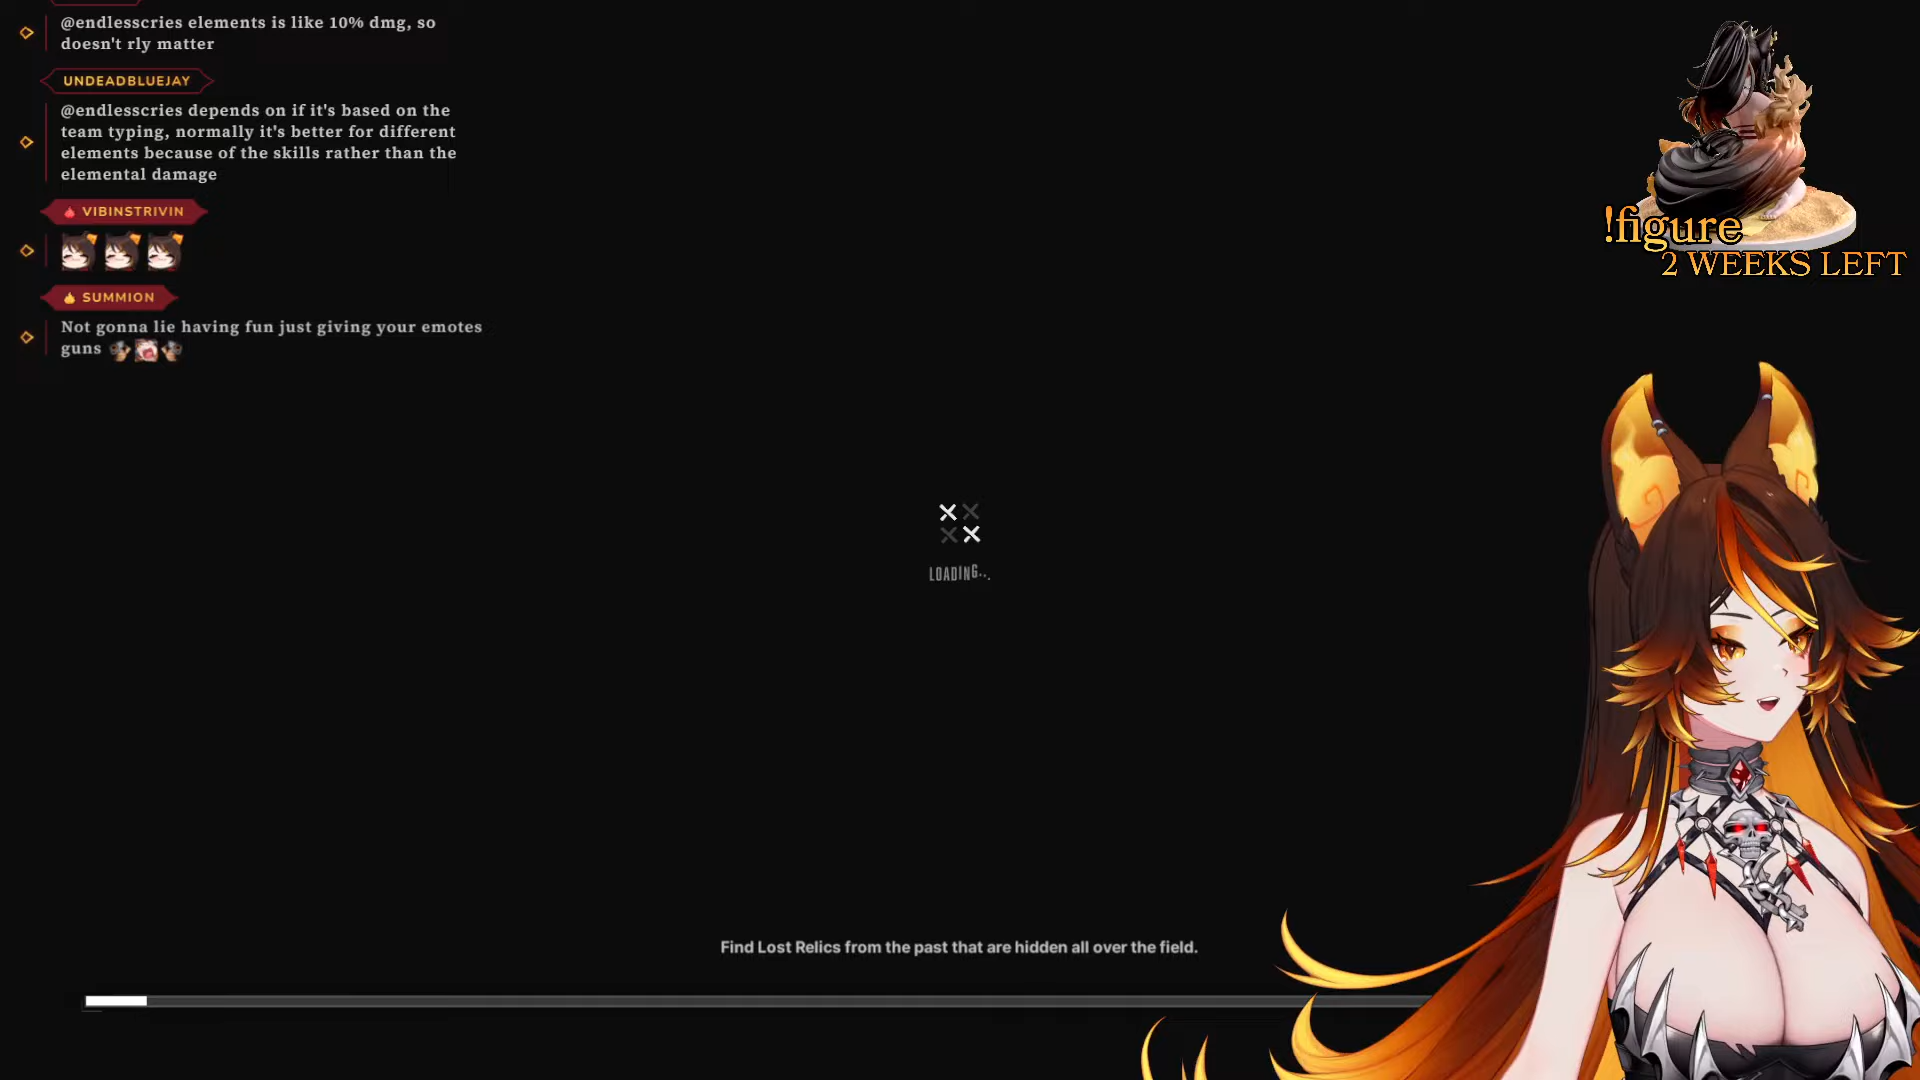 @endlesscries elements is like 10% dmg, so
doesn't rly matter
UNDEADBLUEJAY
@endlesscries depends on if it's based on the
team typing, normally it's better for different
elements because of the skills rather than the
elemental damage
VIBINSTRIVIN
SUMMION
Not gonna lie having fun just giving your emotes
guns
!figure
2 WEEKS LEFT
LOADING...
Find Lost Relics from the past that are hidden all over the field.